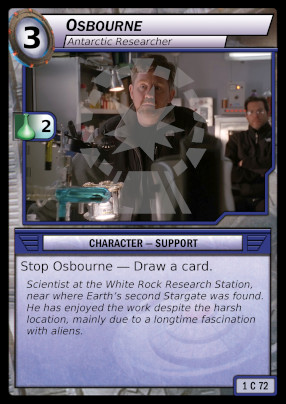 3
OSBOURNE
Antarctic Researcher
2
CHARACTER – SUPPORT
Stop Osbourne — Draw a card.
Scientist at the White Rock Research Station,
near where Earth's second Stargate was found.
He has enjoyed the work despite the harsh
location, mainly due to a longtime fascination
with aliens.
1 C 72